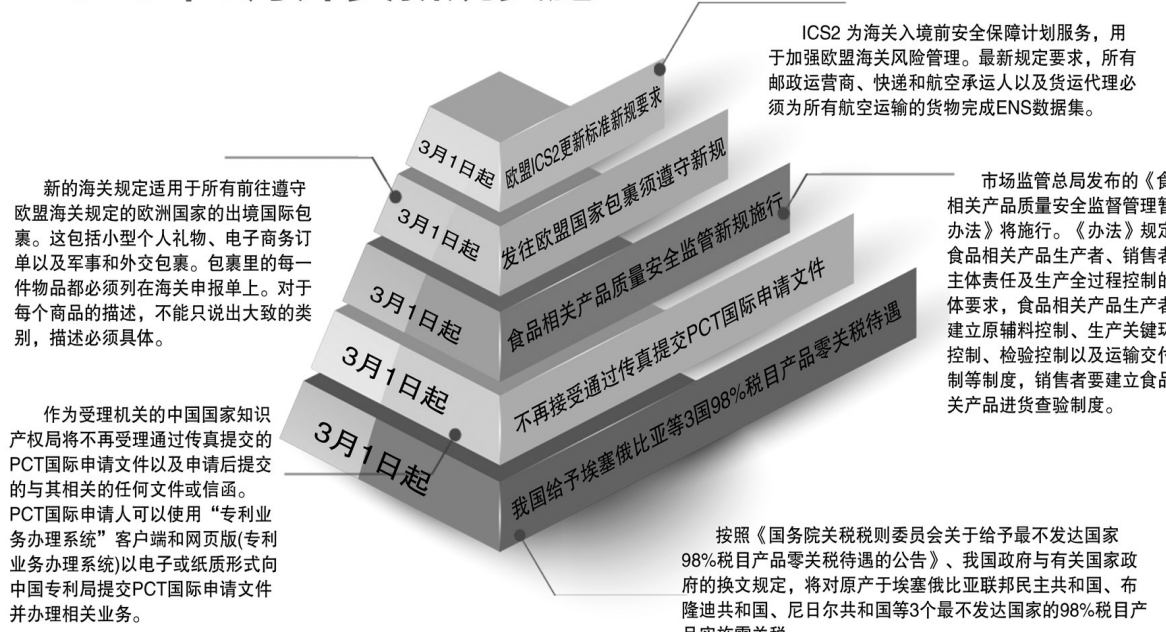 ICS2 为海关入境前安全保障计划服务，用
于加强欧盟海关风险管理。最新规定要求，所有
邮政运营商、快递和航空承运人以及货运代理必
须为所有航空运输的货物完成ENS数据集。
3月1日起
欧盟ICS2更新标准新规要求
新的海关规定适用于所有前往遵守
欧盟海关规定的欧洲国家的出境国际包
裹。这包括小型个人礼物、电子商务订
单以及军事和外交包裹。包裹里的每一
件物品都必须列在海关申报单上。对于
每个商品的描述，不能只说出大致的类
别，描述必须具体。
3月1日起
发往欧盟国家包裹须遵守新规
市场监管总局发布的《食
相关产品质量安全监督管理暂
办法》将施行。《办法》规定
食品相关产品生产者、销售者
主体责任及生产全过程控制的
体要求，食品相关产品生产者
建立原辅料控制、生产关键环
控制、检验控制以及运输交付
制等制度，销售者要建立食品
关产品进货查验制度。
3月1日起
食品相关产品质量安全监管新规施行
3月1日起
不再接受通过传真提交PCT国际申请文件
作为受理机关的中国国家知识
产权局将不再受理通过传真提交的
PCT国际申请文件以及申请后提交
的与其相关的任何文件或信函。
PCT国际申请人可以使用“专利业
务办理系统”客户端和网页版(专利
业务办理系统)以电子或纸质形式向
中国专利局提交PCT国际申请文件
并办理相关业务。
3月1日起
我国给予埃塞俄比亚等3国98%税目产品零关税待遇
按照《国务院关税税则委员会关于给予最不发达国家
98%税目产品零关税待遇的公告》、我国政府与有关国家政
府的换文规定，将对原产于埃塞俄比亚联邦民主共和国、布
隆迪共和国、尼日尔共和国等3个最不发达国家的98%税目产